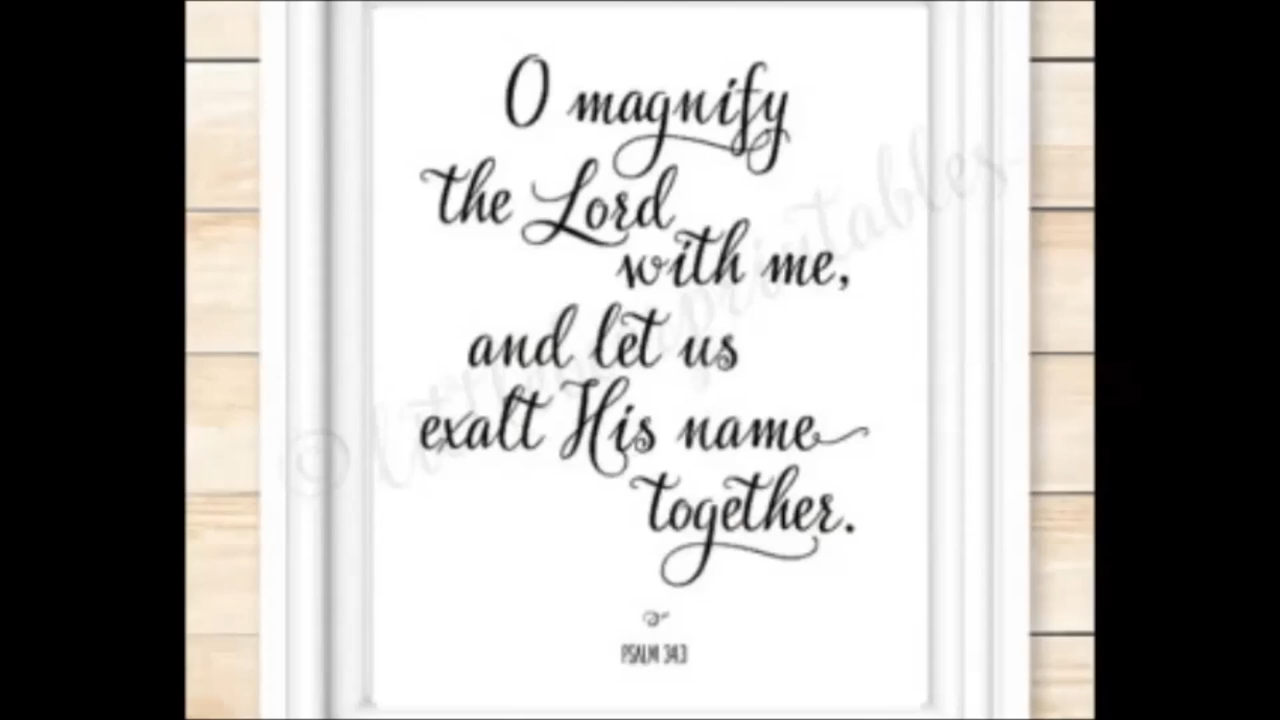 O magnify
the Lord
with me,
and let us
exalt His name
together.
PSALM 34:3